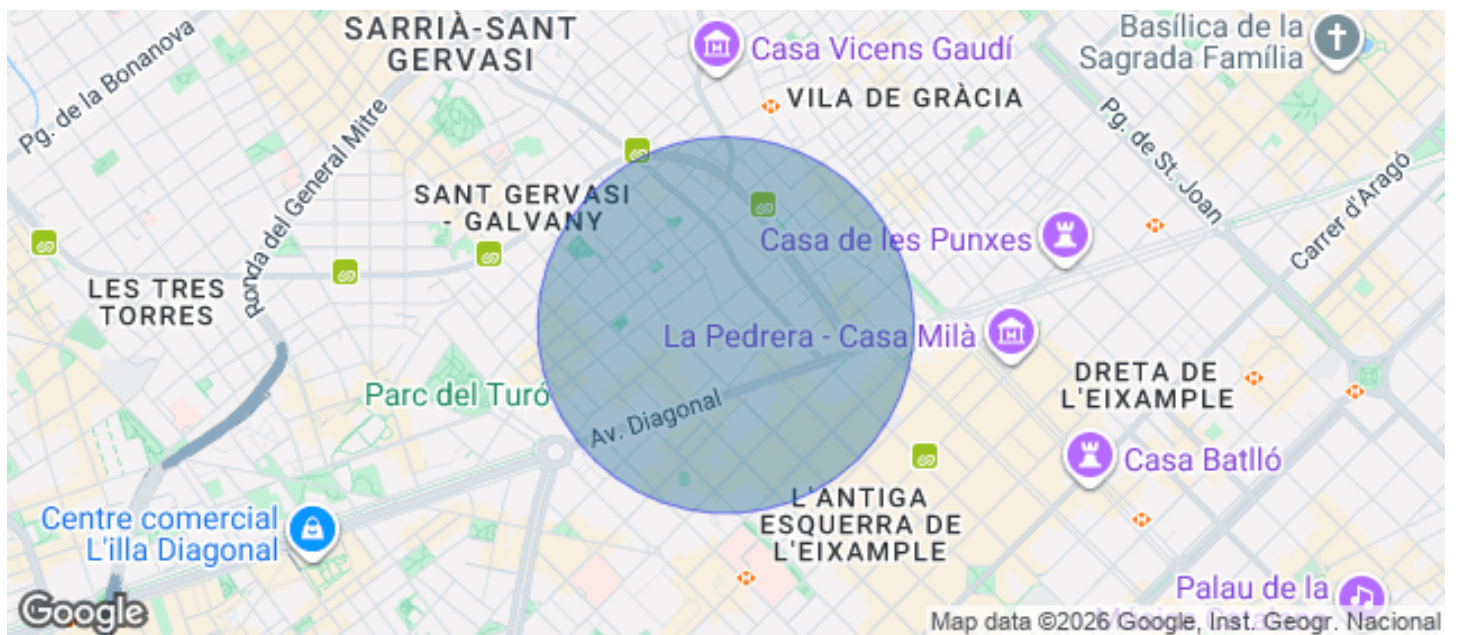 SARRIÀ-SANT
GERVASI
Pg. de la Bonanova
Casa Vicens Gaudí
Basílica de la
Sagrada Família
VILA DE GRÀCIA
Pg. de St. Joan
Ronda del General Mitre
SANT GERVASI
- GALVANY
Carrer d'Aragó
Casa de les Punxes
LES TRES
TORRES
La Pedrera - Casa Milà
Parc del Turó
DRETA DE
L'EIXAMPLE
Av. Diagonal
Casa Batlló
L'ANTIGA
ESQUERRA DE
L'EIXAMPLE
Centre comercial
L'illa Diagonal
Palau de la
Google
Map data ©2026 Google, Inst. Geogr. Nacional